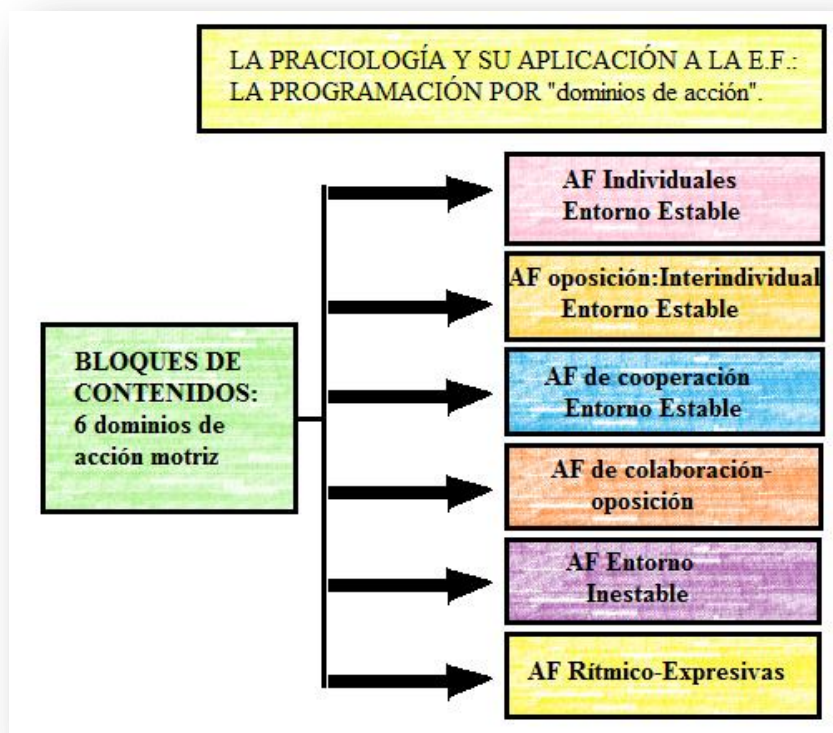 LA PRACIOLOGÍA Y SU APLICACIÓN A LA E.F.:
LA PROGRAMACIÓN POR "dominios de acción".
BLOQUES DE
CONTENIDOS:
6 dominios de
acción motriz
AF Individuales
Entorno Estable
AF oposición:Interindividual
Entorno Estable
AF de cooperación
Entorno Estable
AF de colaboración-
oposición
AF Entorno
Inestable
AF Rítmico-Expresivas